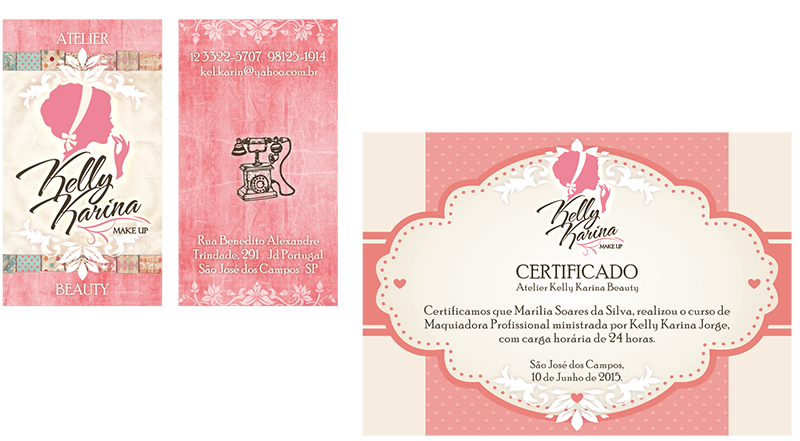 ATELIER
Kelly
Karina
MAKE UP
BEAUTY
12 3322-5707 98125-1914
kel.karin@yahoo.com.br
Rua Benedito Alexandre
Trindade, 291 Jd Portugal
São José dos Campos SP
Kelly
Karina
MAKE UP
CERTIFICADO
Atelier Kelly Karina Beauty
Certificamos que Marília Soares da Silva, realizou o curso de
Maquiadora Profissional ministrada por Kelly Karina Jorge,
com carga horária de 24 horas.
São José dos Campos,
10 de Junho de 2015.